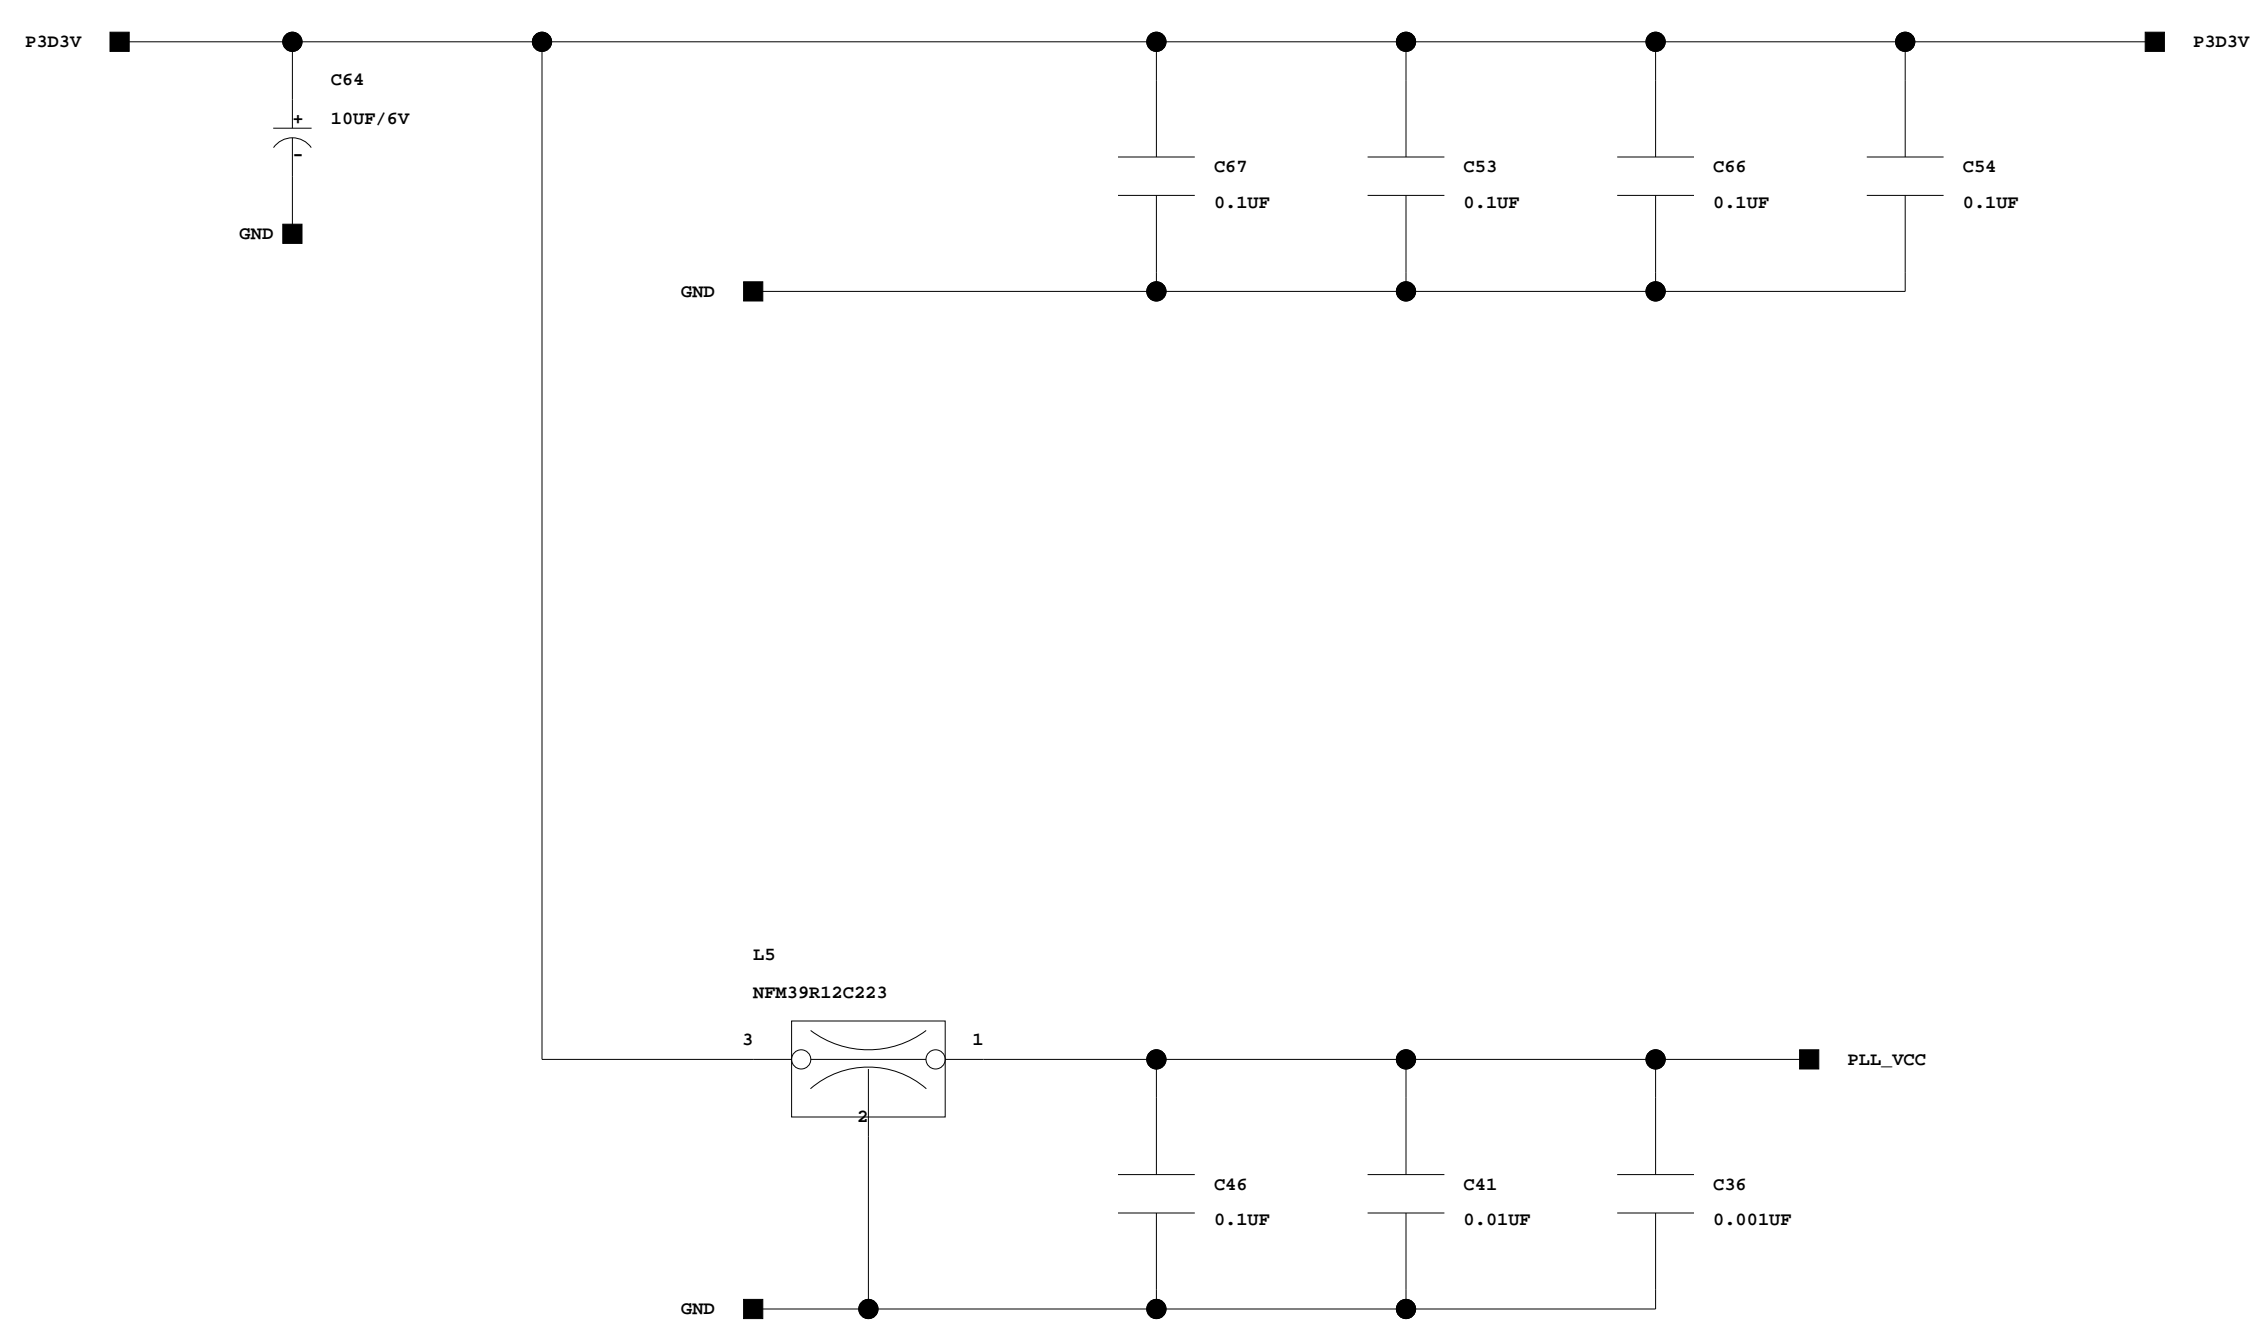 P3D3V
P3D3V
C64
+
10UF/6V
-
GND
C67
0.1UF
C53
0.1UF
C66
0.1UF
C54
0.1UF
GND
L5
NFM39R12C223
3
1
2
PLL_VCC
C46
0.1UF
C41
0.01UF
C36
0.001UF
GND